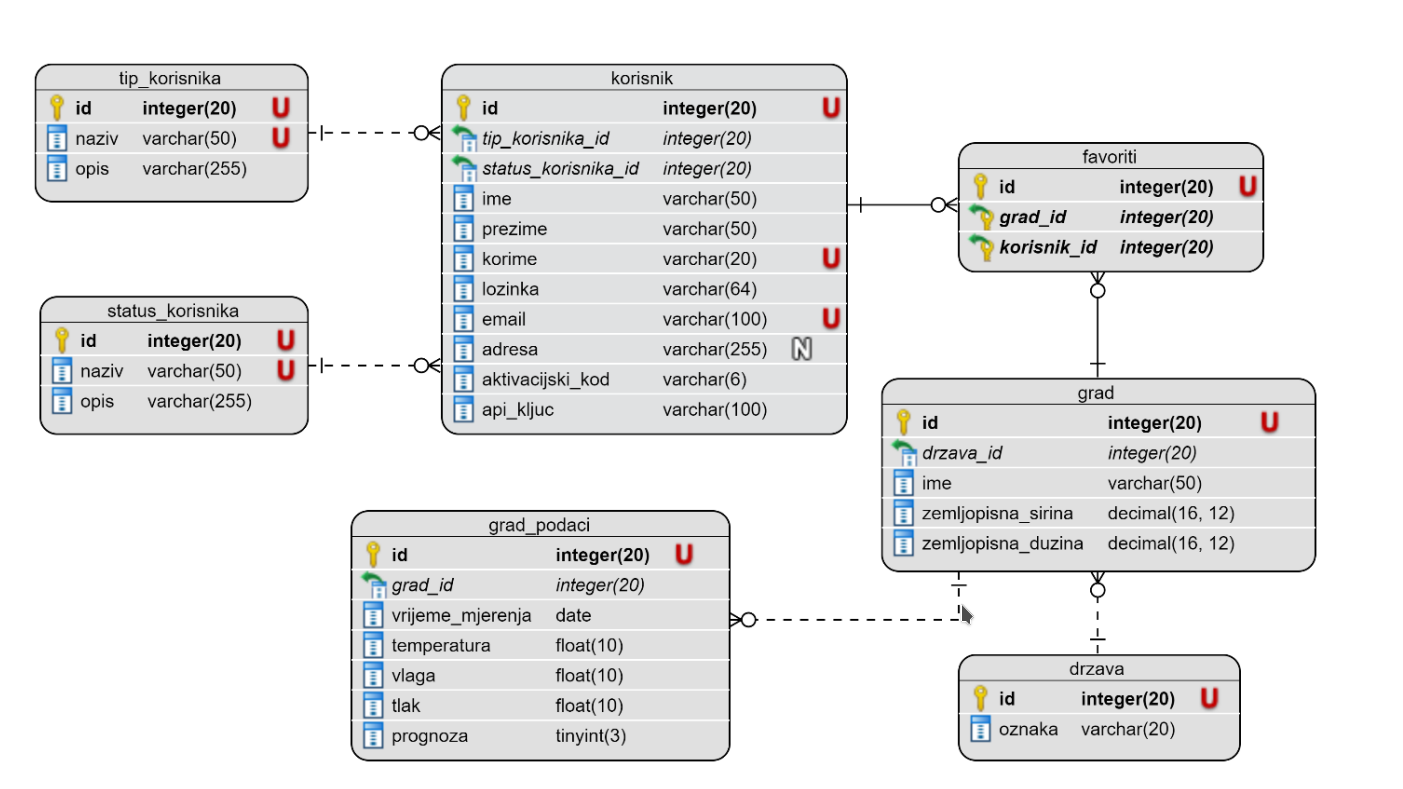 tip_korisnika
id integer(20) U
naziv varchar(50) U
opis varchar(255)
korisnik
id integer(20) U
tip_korisnika_id integer(20)
status_korisnika_id integer(20)
ime varchar(50)
prezime varchar(50)
korime varchar(20) U
lozinka varchar(64)
email varchar(100) U
adresa varchar(255) N
aktivacijski_kod varchar(6)
api_kljuc varchar(100)
favoriti
id integer(20) U
grad_id integer(20)
korisnik_id integer(20)
status_korisnika
id integer(20) U
naziv varchar(50) U
opis varchar(255)
grad
id integer(20) U
drzava_id integer(20)
ime varchar(50)
zemljopisna_sirina decimal(16, 12)
zemljopisna_duzina decimal(16, 12)
grad_podaci
id integer(20) U
grad_id integer(20)
vrijeme_mjerenja date
temperatura float(10)
vlaga float(10)
tlak float(10)
prognoza tinyint(3)
drzava
id integer(20) U
oznaka varchar(20)